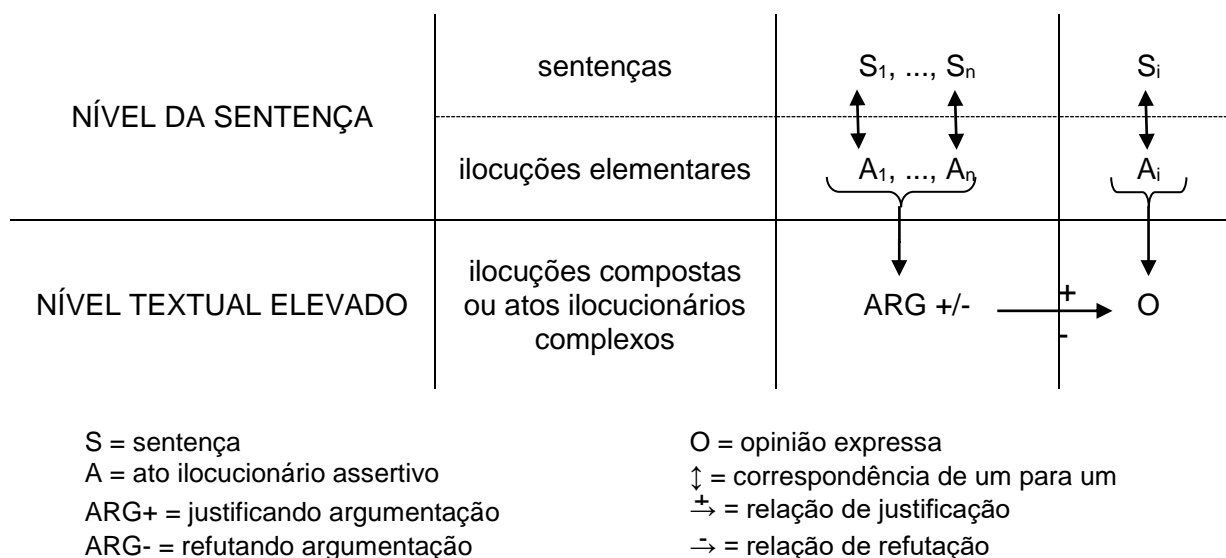 sentenças
S1, ..., Sn
Si
NÍVEL DA SENTENÇA
ilocuções elementares
A1, ..., An
Ai
NÍVEL TEXTUAL ELEVADO
ilocuções compostas
ou atos ilocucionários
complexos
ARG +/-
+
-
O
S = sentença
A = ato ilocucionário assertivo
ARG+ = justificando argumentação
ARG- = refutando argumentação
O = opinião expressa
↕ = correspondência de um para um
+→ = relação de justificação
-→ = relação de refutação